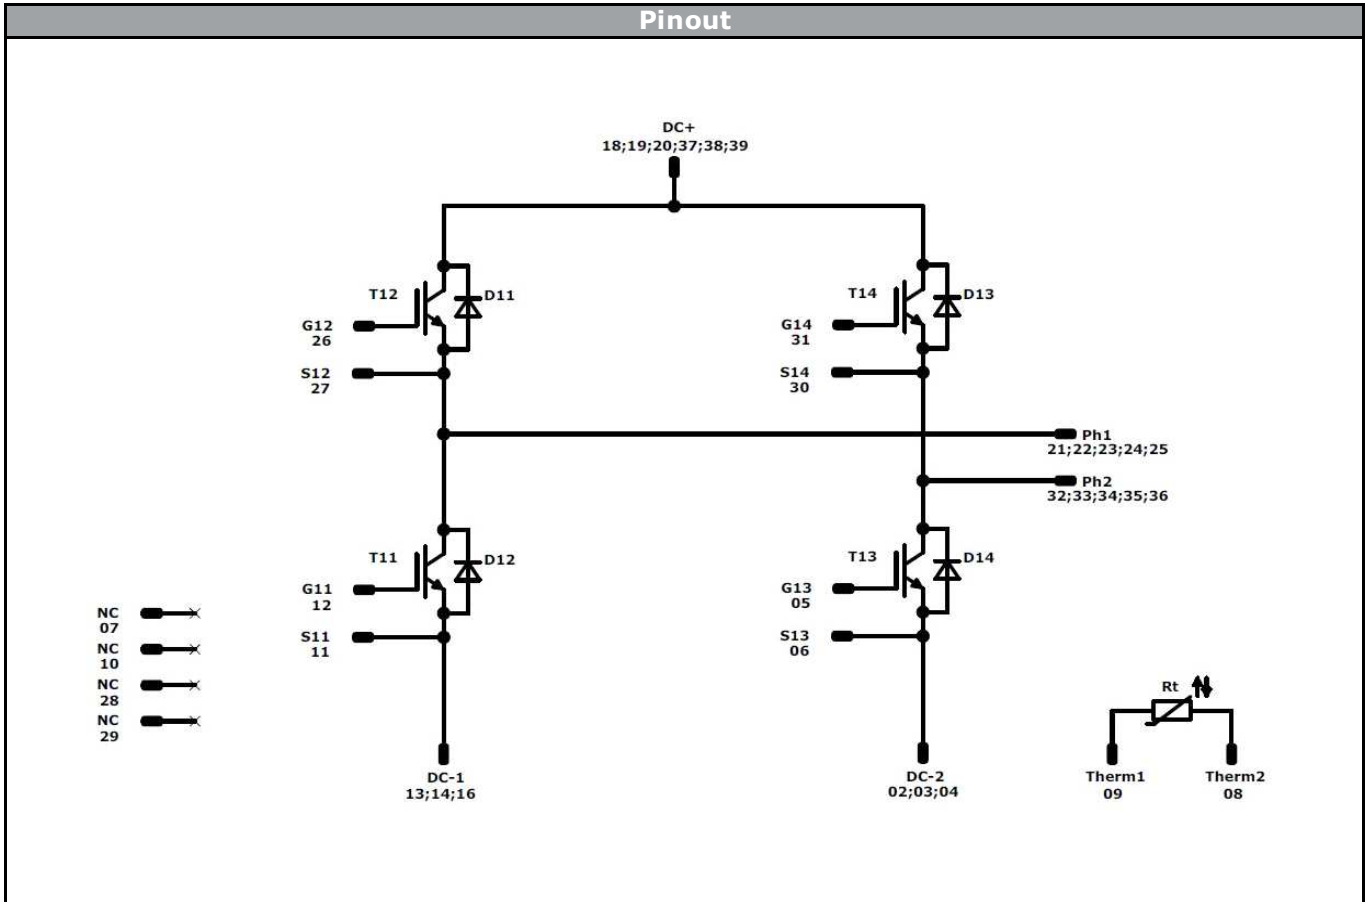 Pinout
DC+
18;19;20;37;38;39
T12
D11
G12
26
S12
27
T14
D13
G14
31
S14
30
Ph1
21;22;23;24;25
Ph2
32;33;34;35;36
T11
D12
G11
12
S11
11
T13
D14
G13
05
S13
06
NC
07
NC
10
NC
28
NC
29
Rt
DC-1
13;14;16
DC-2
02;03;04
Therm1
09
Therm2
08